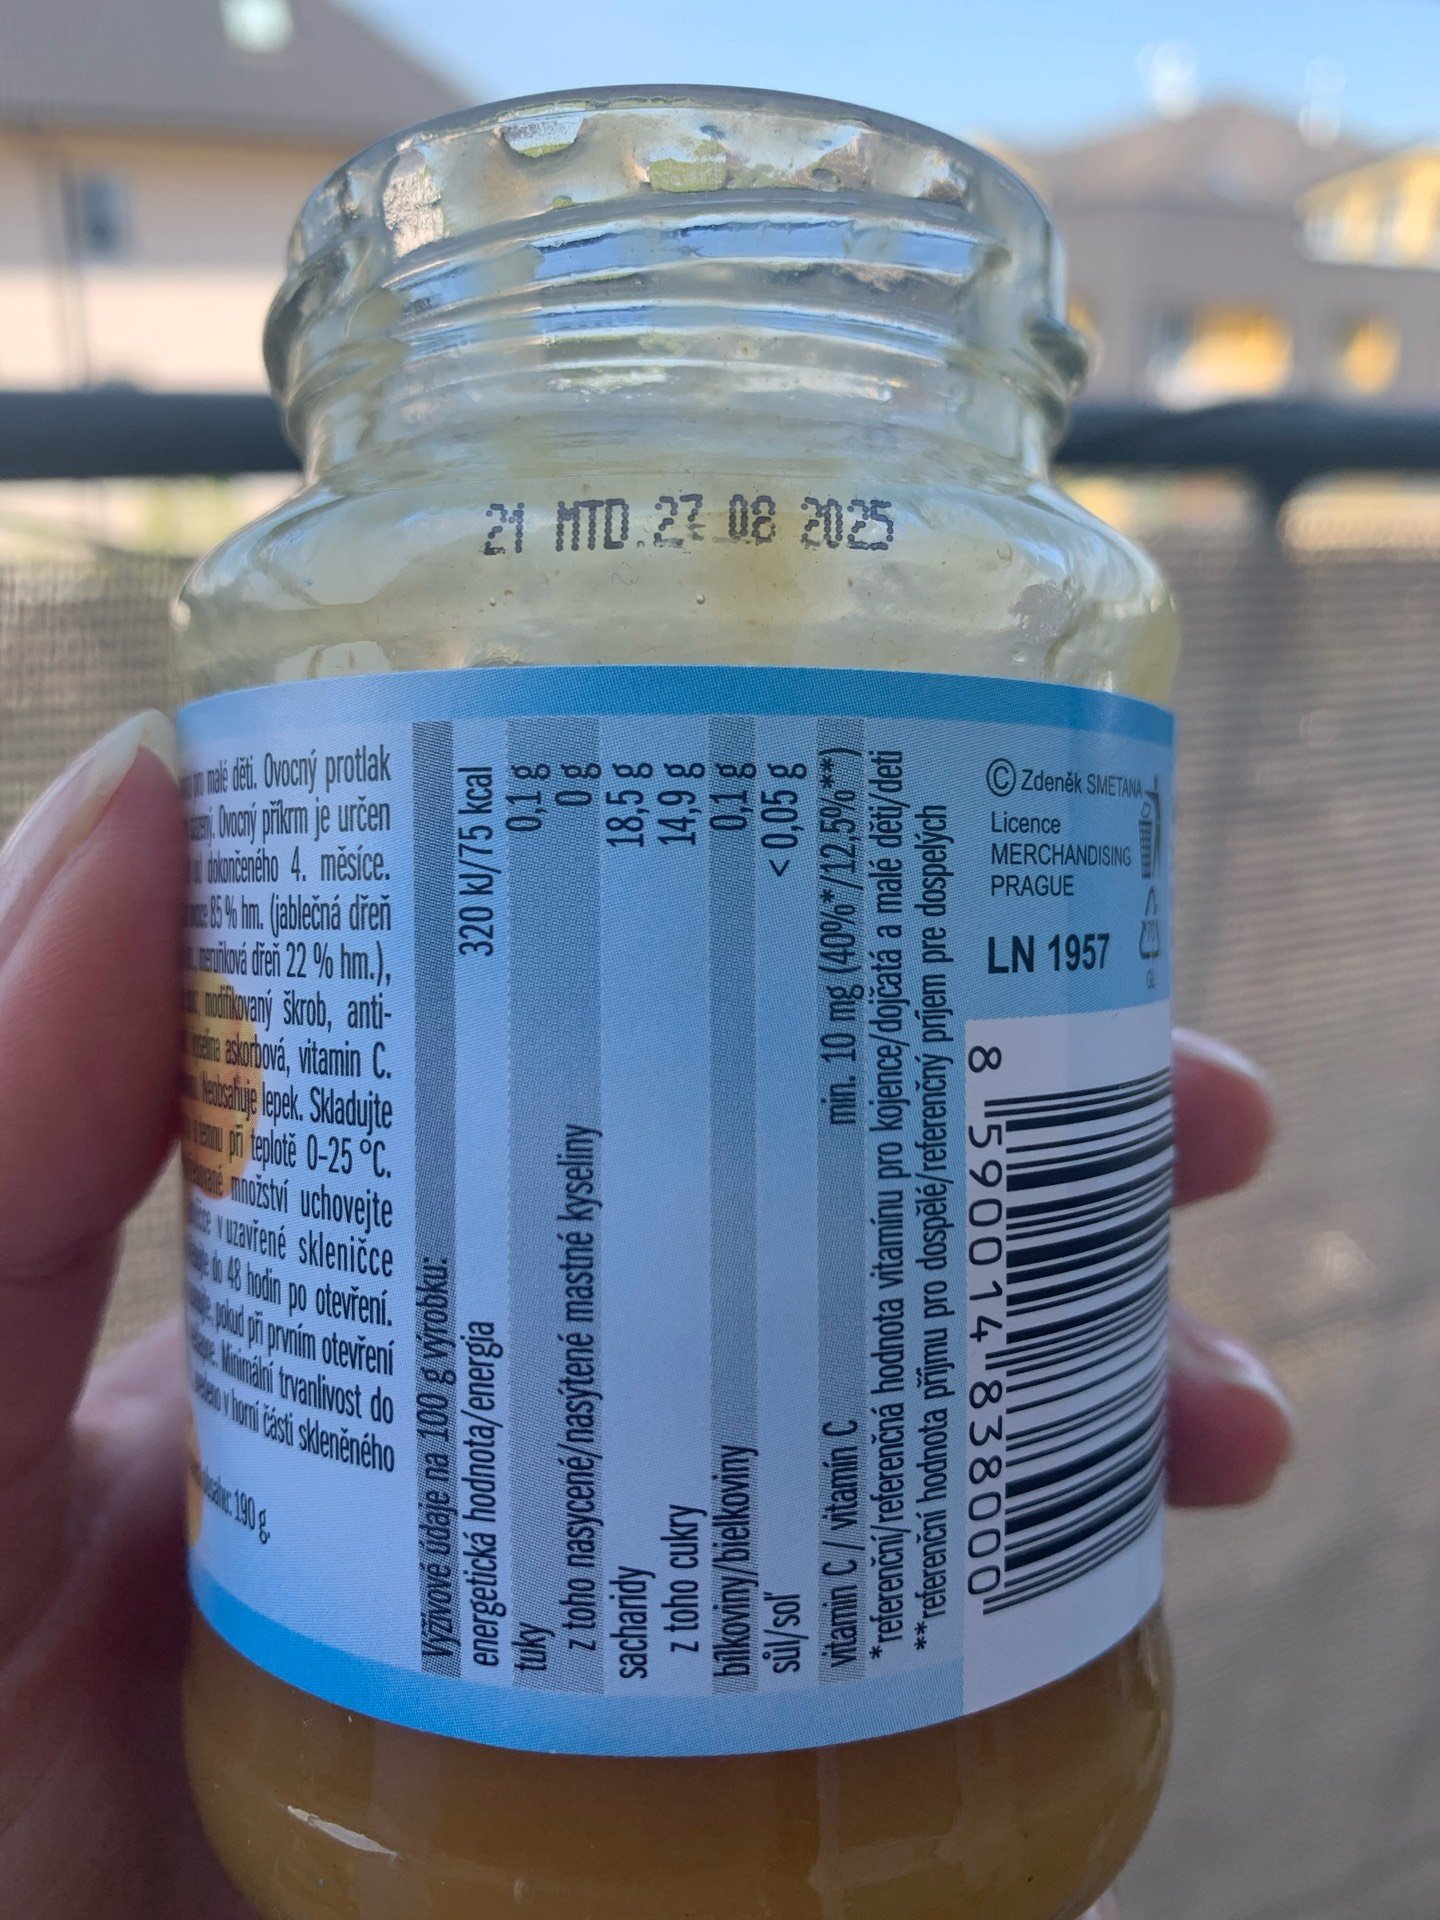 21 MTD.27 08 2025
pro malé děti. Ovocný protlak
Ovocný příkrm je určen
od dokončeného 4. měsíce.
85 % hm. (jablečná dřeň
meruňková dřeň 22 % hm.),
modifikovaný škrob, anti-
kyselina askorbová, vitamin C.
Neobsahuje lepek. Skladujte
při teplotě 0–25 °C.
množství uchovejte
v uzavřené skleničce
do 48 hodin po otevření.
pokud při prvním otevření
Minimální trvanlivost do
v horní části skleněného
190 g.
Výživové údaje na 100 g výrobku:
energetická hodnota/energia 320 kJ/75 kcal
tuky 0,1 g
z toho nasycené/nasýtené mastné kyseliny 0 g
sacharidy 18,5 g
z toho cukry 14,9 g
bílkoviny/bielkoviny 0,1 g
sůl/soľ < 0,05 g
vitamin C / vitamín C min. 10 mg (40%*/12,5%**)
*referenční/referenčná hodnota vitamínu pro kojence/dojčatá a malé děti/deti
**referenční hodnota příjmu pro dospělé/referenčný príjem pre dospelých
© Zdeněk SMETANA
Licence
MERCHANDISING
PRAGUE
LN 1957
GL
8 590014 838000